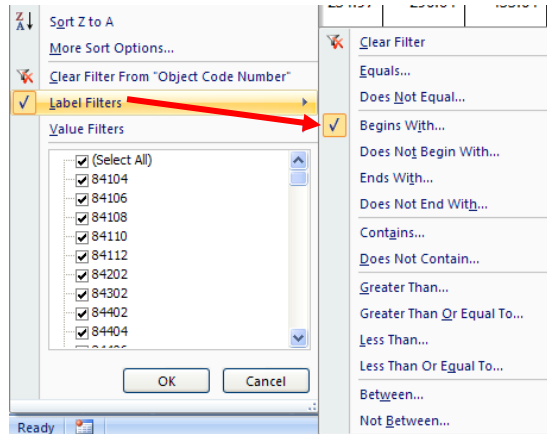 Sort Z to A
More Sort Options...
Clear Filter From "Object Code Number"
Label Filters
Value Filters
(Select All)
84104
84106
84108
84110
84112
84202
84302
84402
84404
OK
Cancel
Ready
Clear Filter
Equals...
Does Not Equal...
Begins With...
Does Not Begin With...
Ends With...
Does Not End With...
Contains...
Does Not Contain...
Greater Than...
Greater Than Or Equal To...
Less Than...
Less Than Or Equal To...
Between...
Not Between...